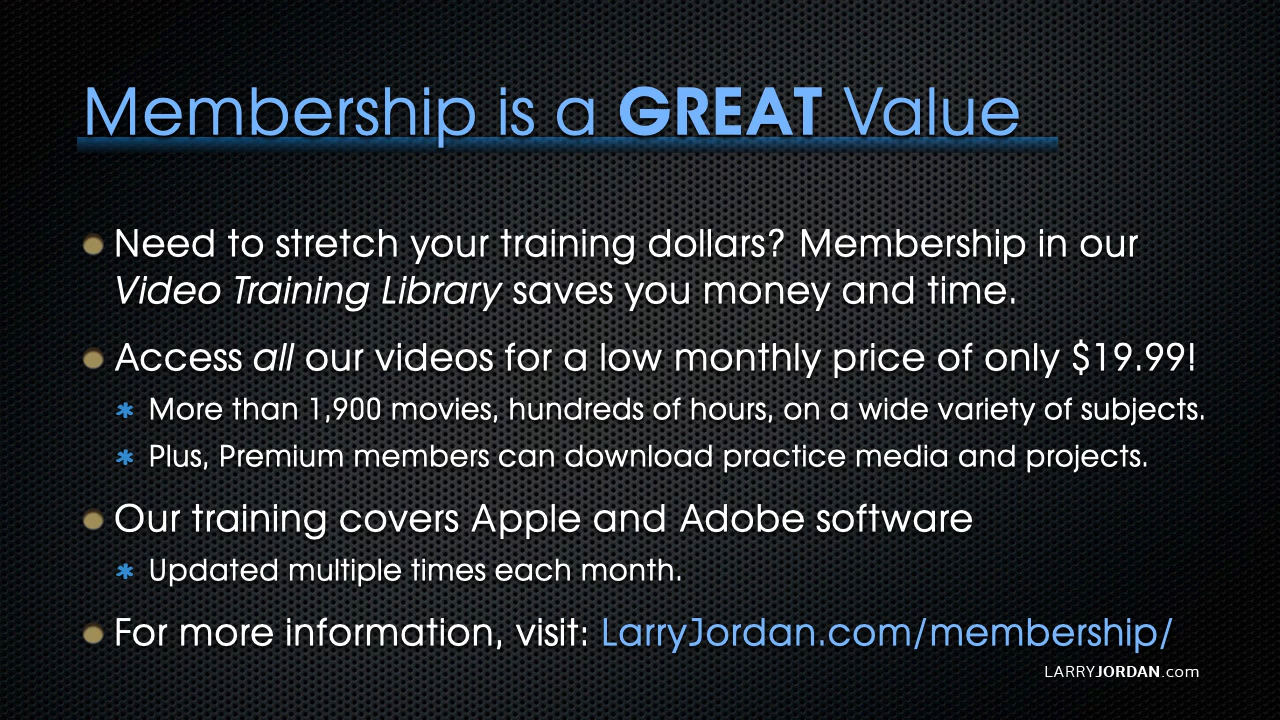 Membership is a GREAT Value
Need to stretch your training dollars? Membership in our
Video Training Library saves you money and time.
Access all our videos for a low monthly price of only $19.99!
More than 1,900 movies, hundreds of hours, on a wide variety of subjects.
Plus, Premium members can download practice media and projects.
Our training covers Apple and Adobe software
Updated multiple times each month.
For more information, visit: LarryJordan.com/membership/
LARRYJORDAN.com